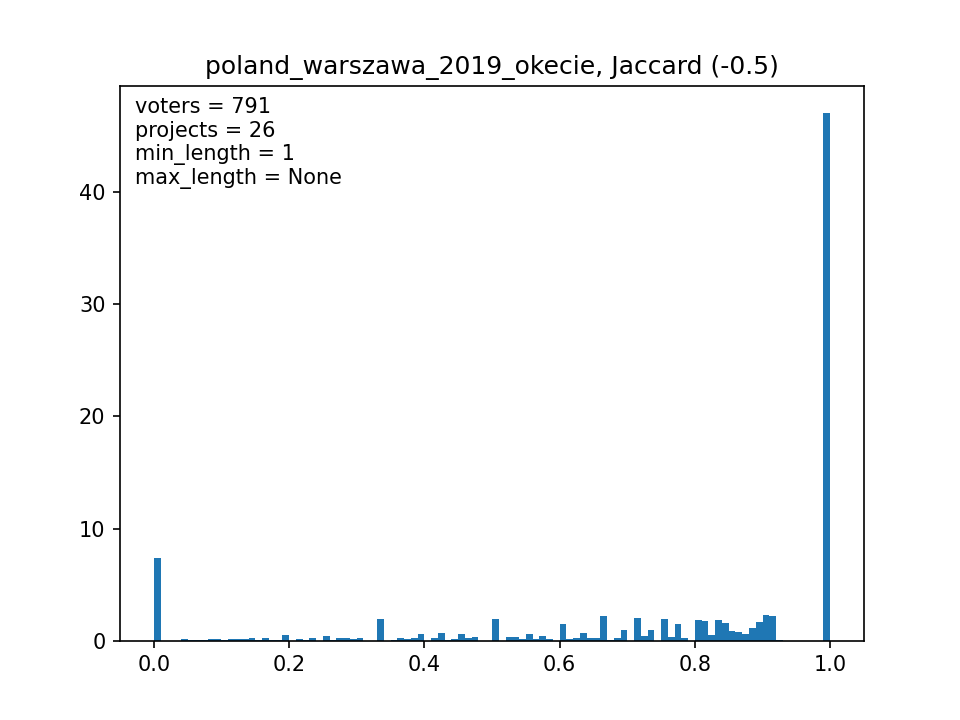 poland_warszawa_2019_okecie, Jaccard (-0.5)
voters = 791
projects = 26
min_length = 1
max_length = None
40
30
20
10
0
0.0 0.2 0.4 0.6 0.8 1.0